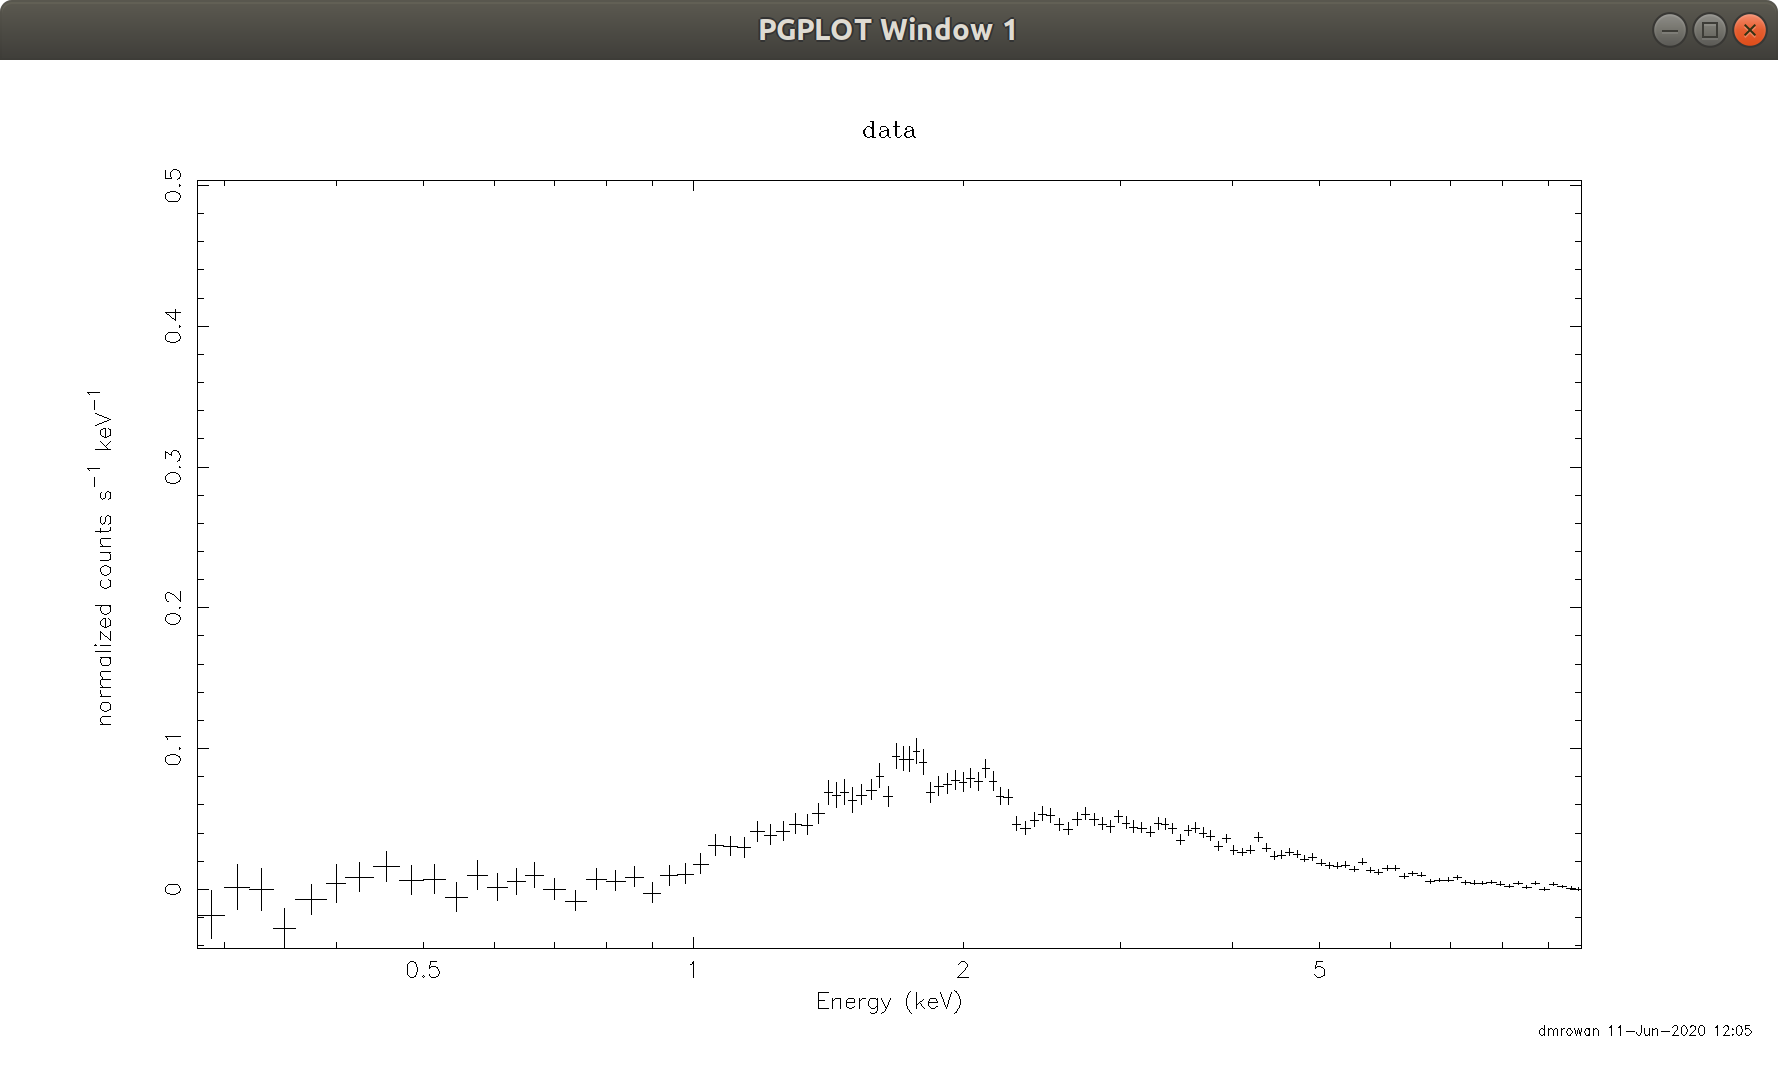 PGPLOT Window 1
data
normalized counts s⁻¹ keV⁻¹
0.5
0.4
0.3
0.2
0.1
0
0.5 1 2 5
Energy (keV)
dmrowan 11-Jun-2020 12:05